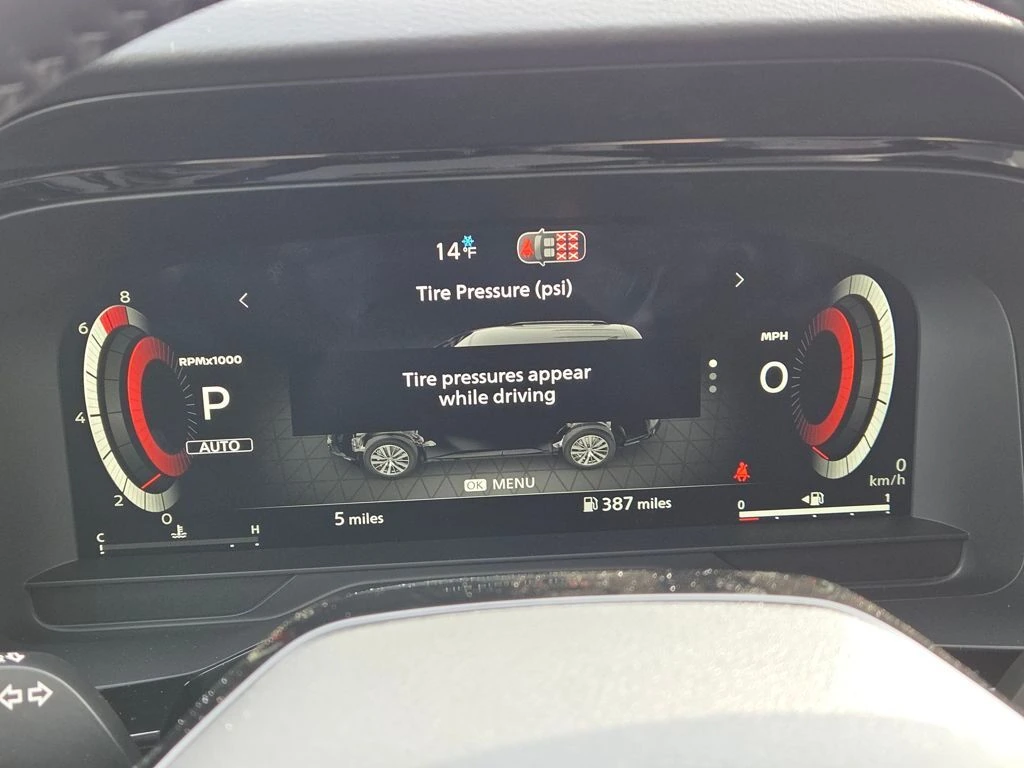 14°F
Tire Pressure (psi)
8
6
4
2
0
RPMx1000
P
AUTO
Tire pressures appear
while driving
MPH
0
0
km/h
OK MENU
5 miles
387 miles
C H
0 1